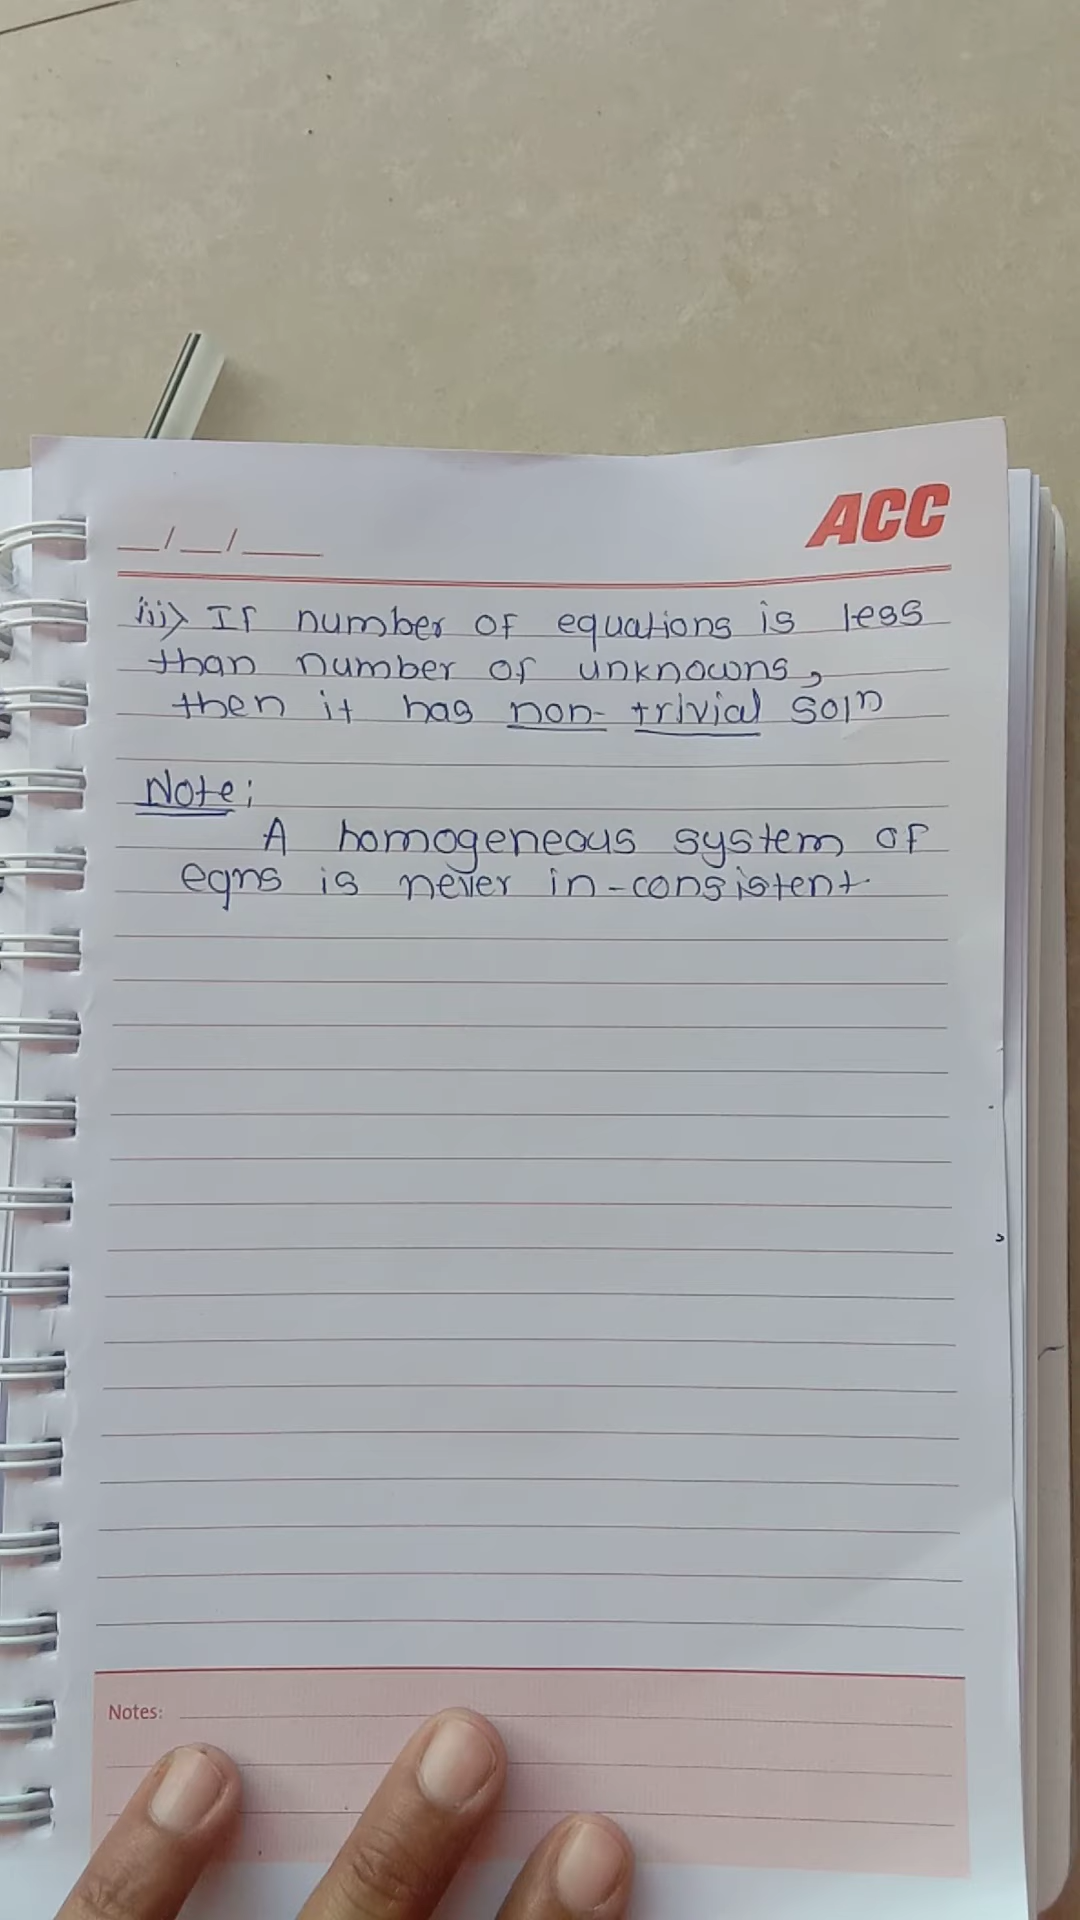 ACC
__/__/____
iii) If number of equations is less
than number of unknowns,
then it has non-trivial soln
Note:
A homogeneous system of
eqns is never in-consistent
Notes: